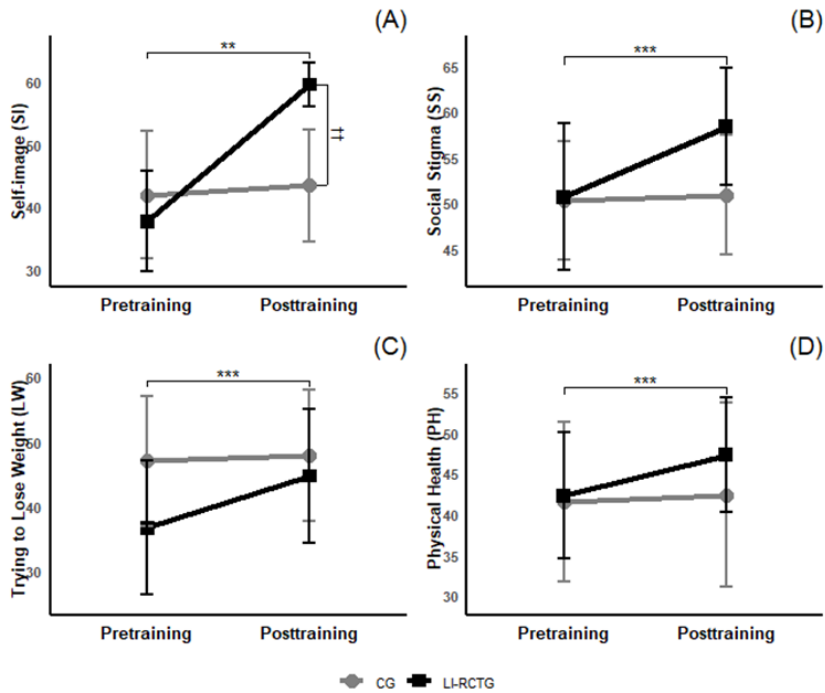 (A)
**
60
50
40
30
Self-image (SI)
‡‡
Pretraining Posttraining
(B)
***
65
60
55
50
45
Social Stigma (SS)
Pretraining Posttraining
(C)
***
60
50
40
30
Trying to Lose Weight (LW)
Pretraining Posttraining
(D)
***
55
50
45
40
35
30
Physical Health (PH)
Pretraining Posttraining
CG LI-RCTG